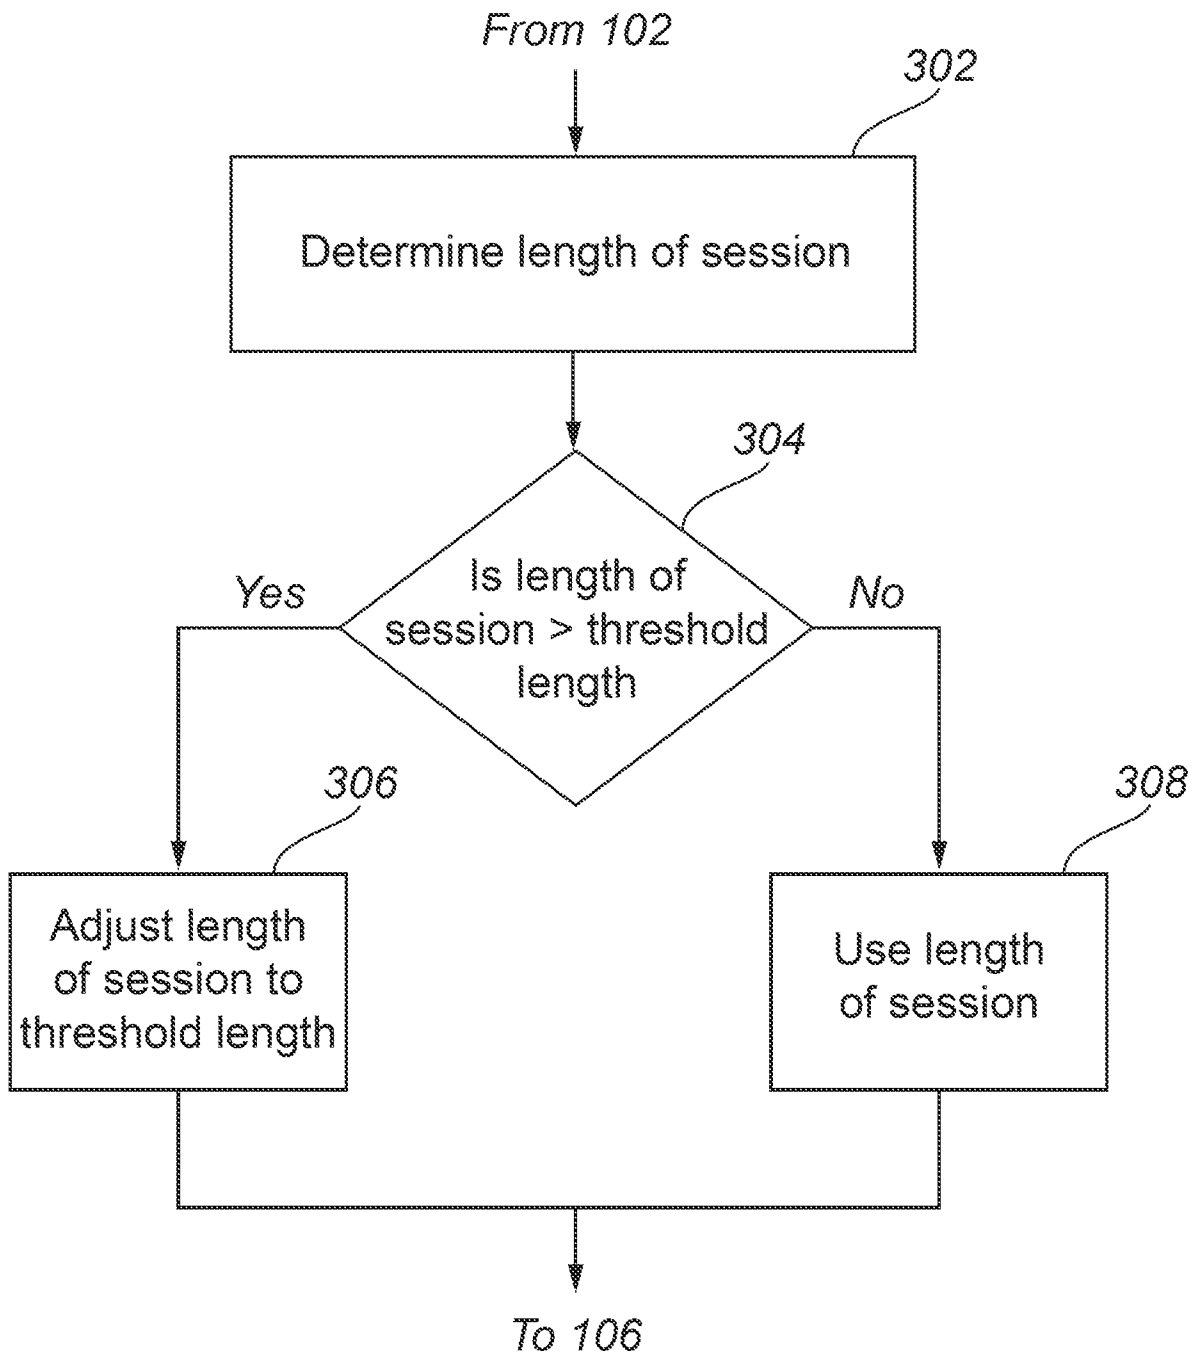 From 102
302
Determine length of session
304
Is length of
session > threshold
length
Yes
No
306
308
Adjust length
of session to
threshold length
Use length
of session
To 106